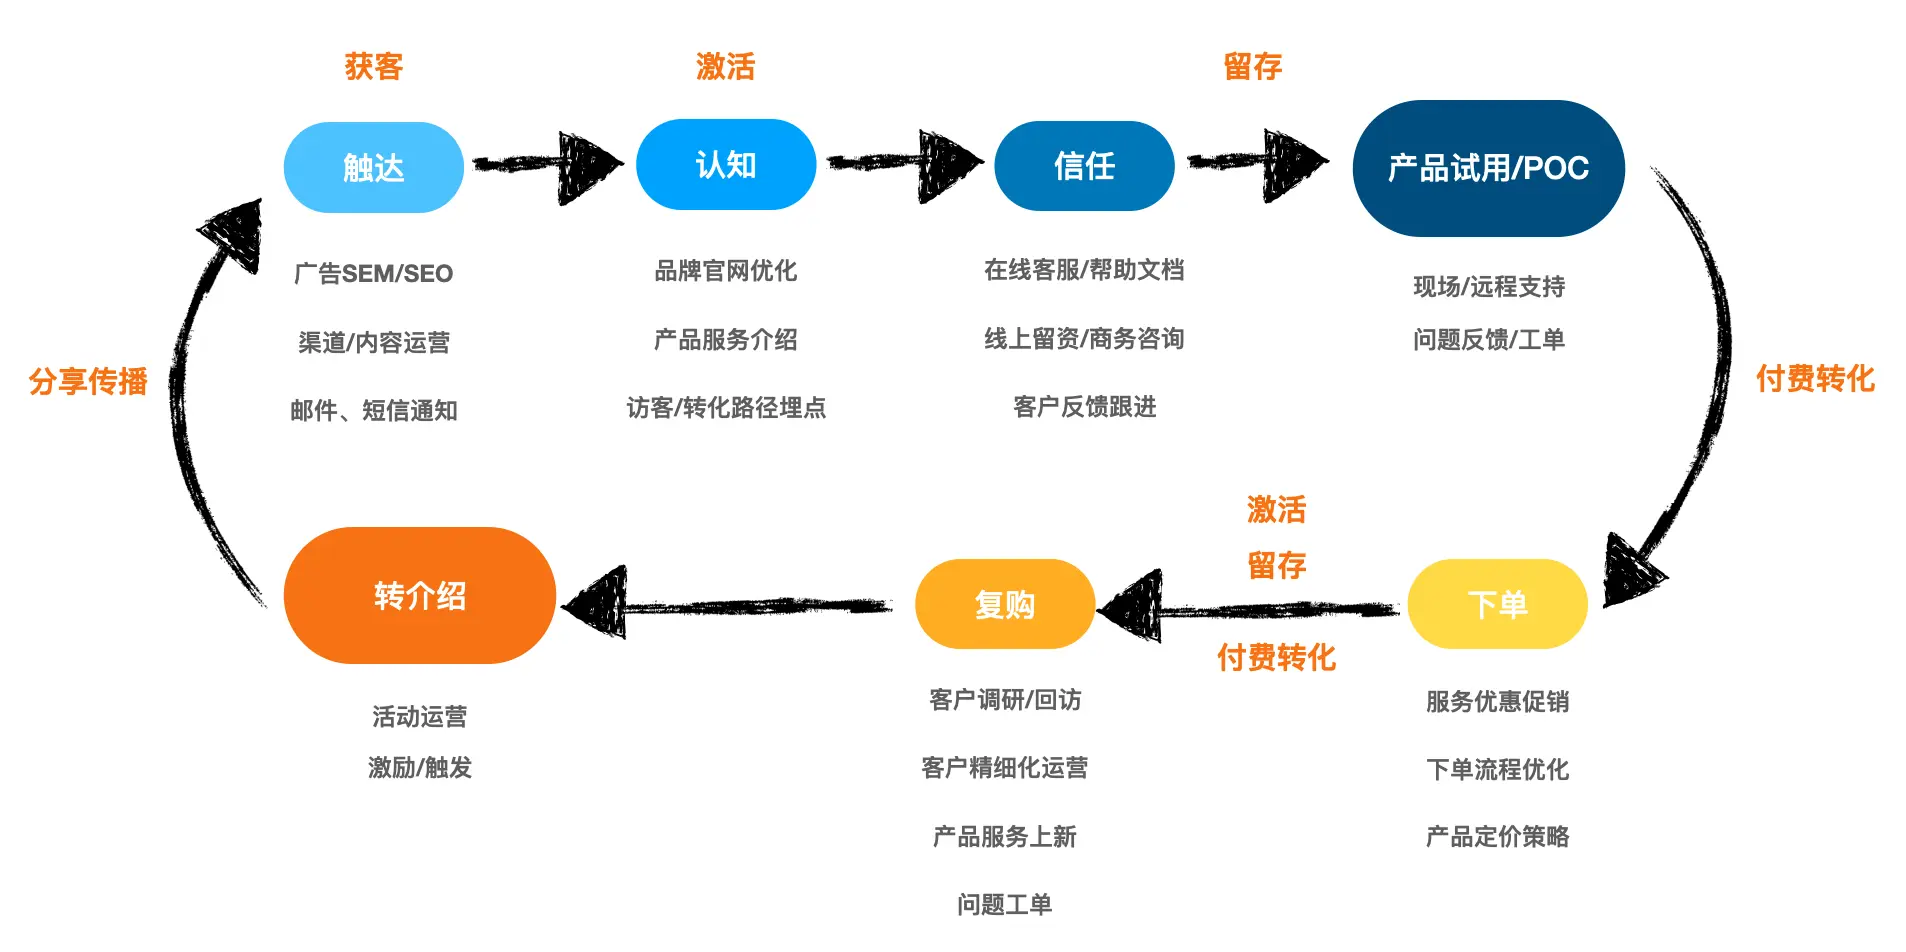 获客
激活
留存
触达
认知
信任
产品试用/POC
广告SEM/SEO
渠道/内容运营
邮件、短信通知
品牌官网优化
产品服务介绍
访客/转化路径埋点
在线客服/帮助文档
线上留资/商务咨询
客户反馈跟进
现场/远程支持
问题反馈/工单
分享传播
付费转化
激活
留存
付费转化
转介绍
复购
下单
活动运营
激励/触发
客户调研/回访
客户精细化运营
产品服务上新
问题工单
服务优惠促销
下单流程优化
产品定价策略